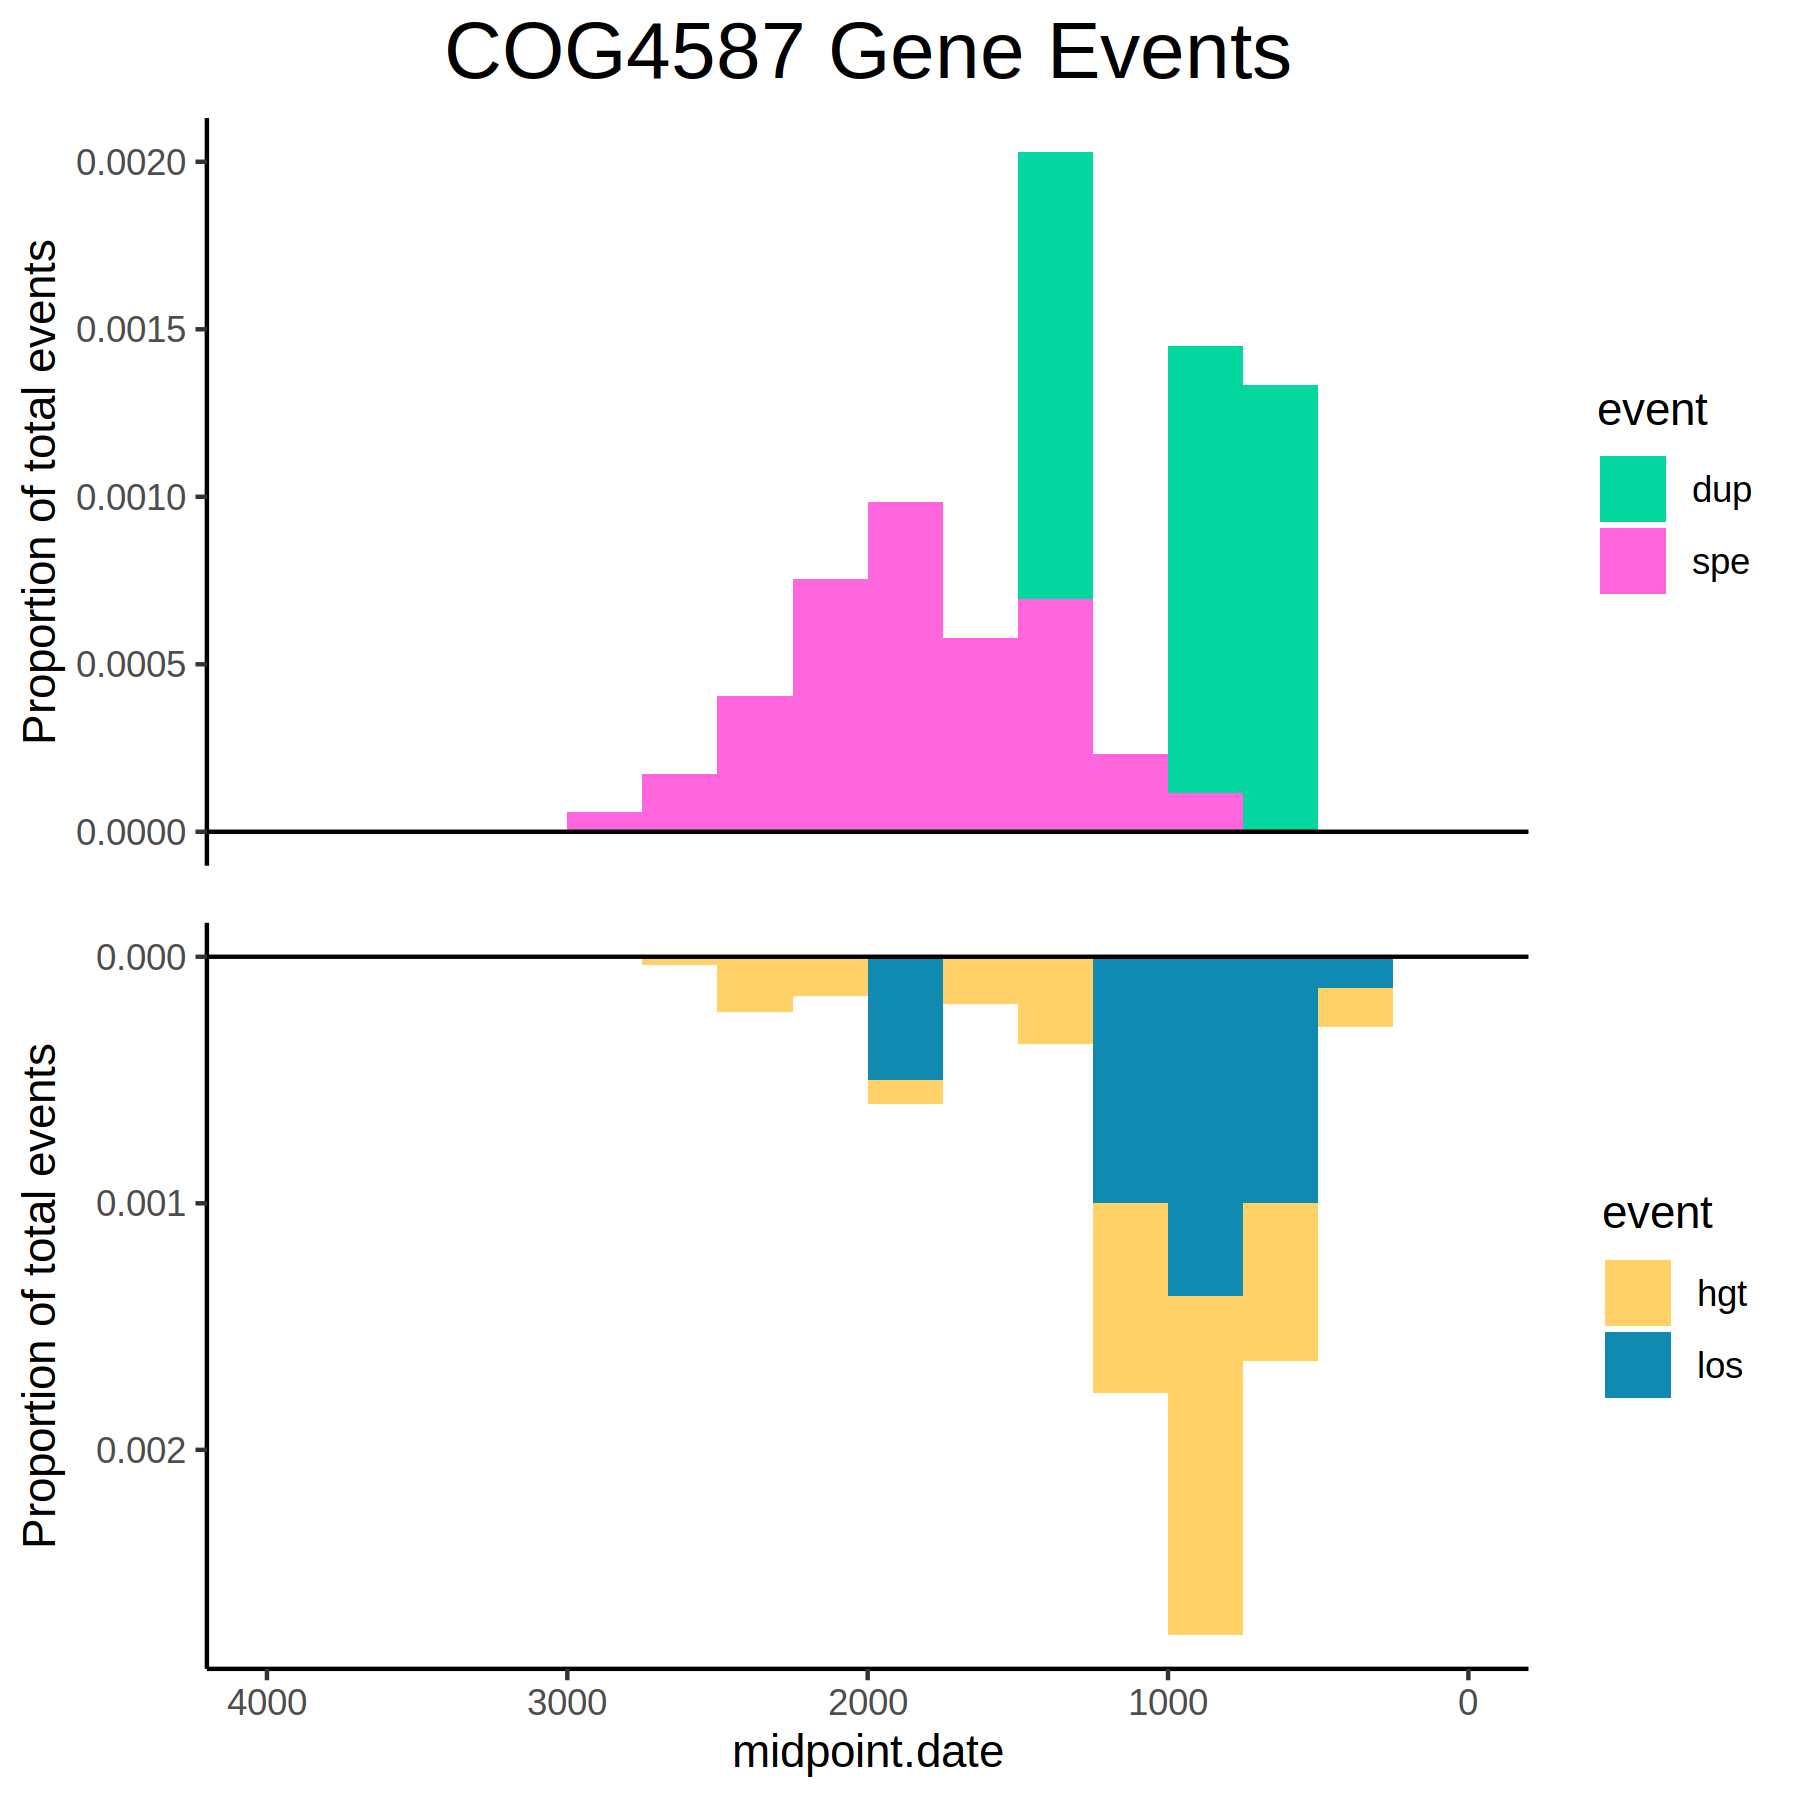 COG4587 Gene Events
Proportion of total events
0.0020
0.0015
0.0010
0.0005
0.0000
event
dup
spe
Proportion of total events
0.000
0.001
0.002
event
hgt
los
4000 3000 2000 1000 0
midpoint.date